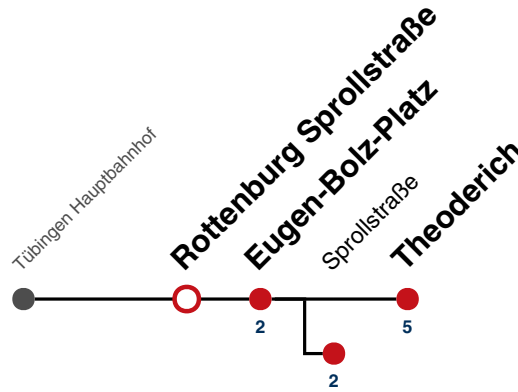 Tübingen Hauptbahnhof
Rottenburg Sprollstraße
Eugen-Bolz-Platz
Sprollstraße
Theoderich
2
5
2